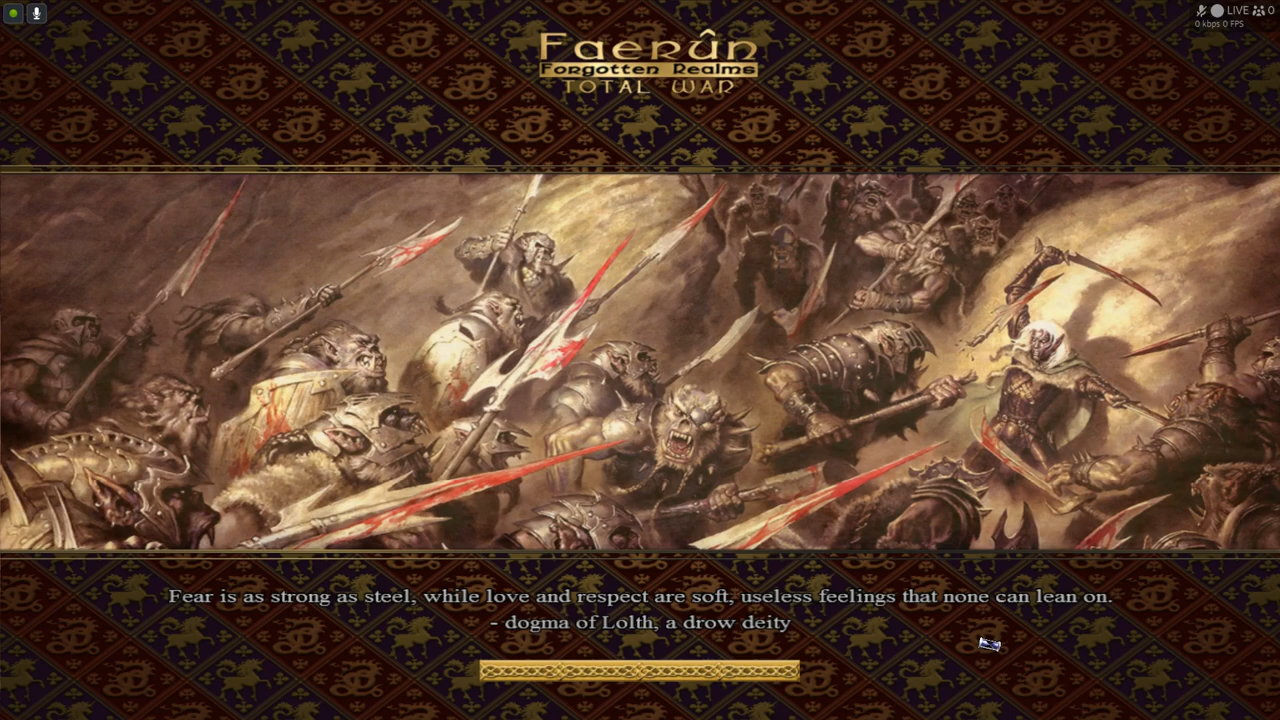 LIVE 0
0 kbps 0 FPS
Faerûn
Forgotten Realms
TOTAL WAR
Fear is as strong as steel, while love and respect are soft, useless feelings that none can lean on.
- dogma of Lolth, a drow deity